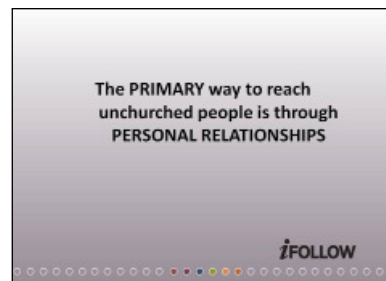 The PRIMARY way to reach
unchurched people is through
PERSONAL RELATIONSHIPS
iFOLLOW